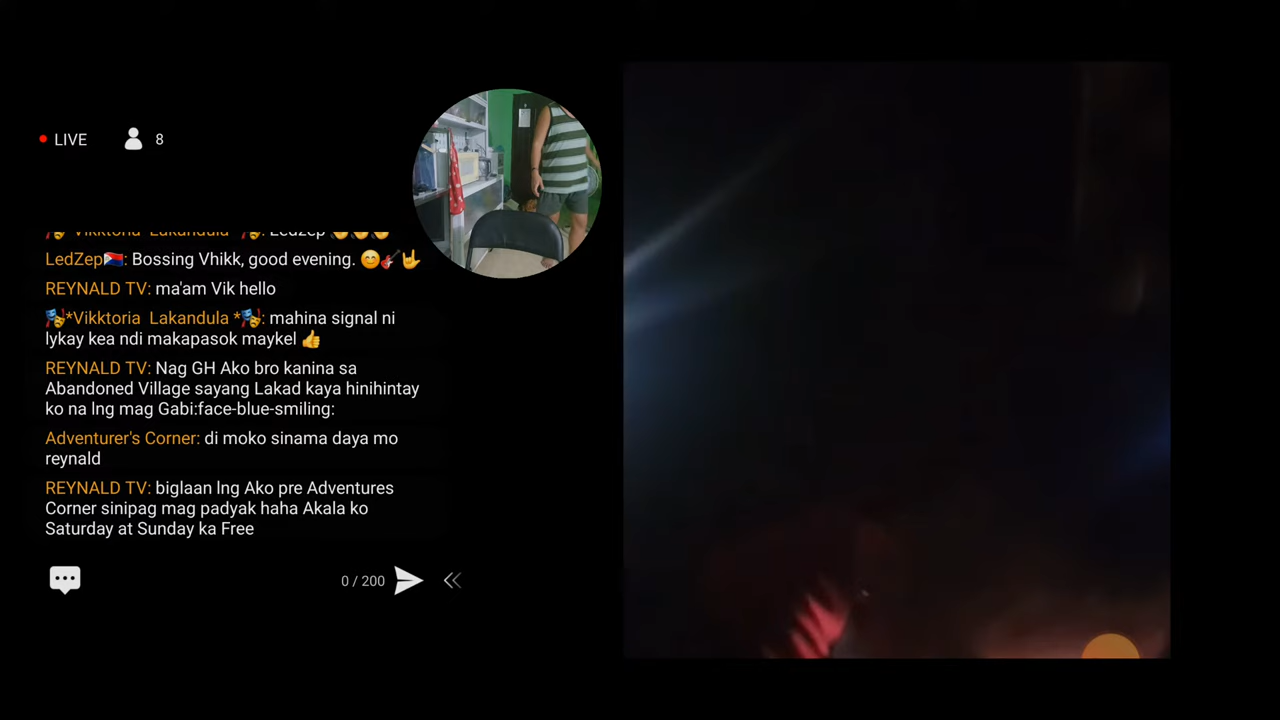 LIVE 8
*Vikktoria Lakandula *: Ledzep
LedZep🇵🇭: Bossing Vhikk, good evening. 😊🎸🤟
REYNALD TV: ma'am Vik hello
🎭*Vikktoria Lakandula *🎭: mahina signal ni
lykay kea ndi makapasok maykel 👍
REYNALD TV: Nag GH Ako bro kanina sa
Abandoned Village sayang Lakad kaya hinihintay
ko na lng mag Gabi:face-blue-smiling:
Adventurer's Corner: di moko sinama daya mo
reynald
REYNALD TV: biglaan lng Ako pre Adventures
Corner sinipag mag padyak haha Akala ko
Saturday at Sunday ka Free
0 / 200